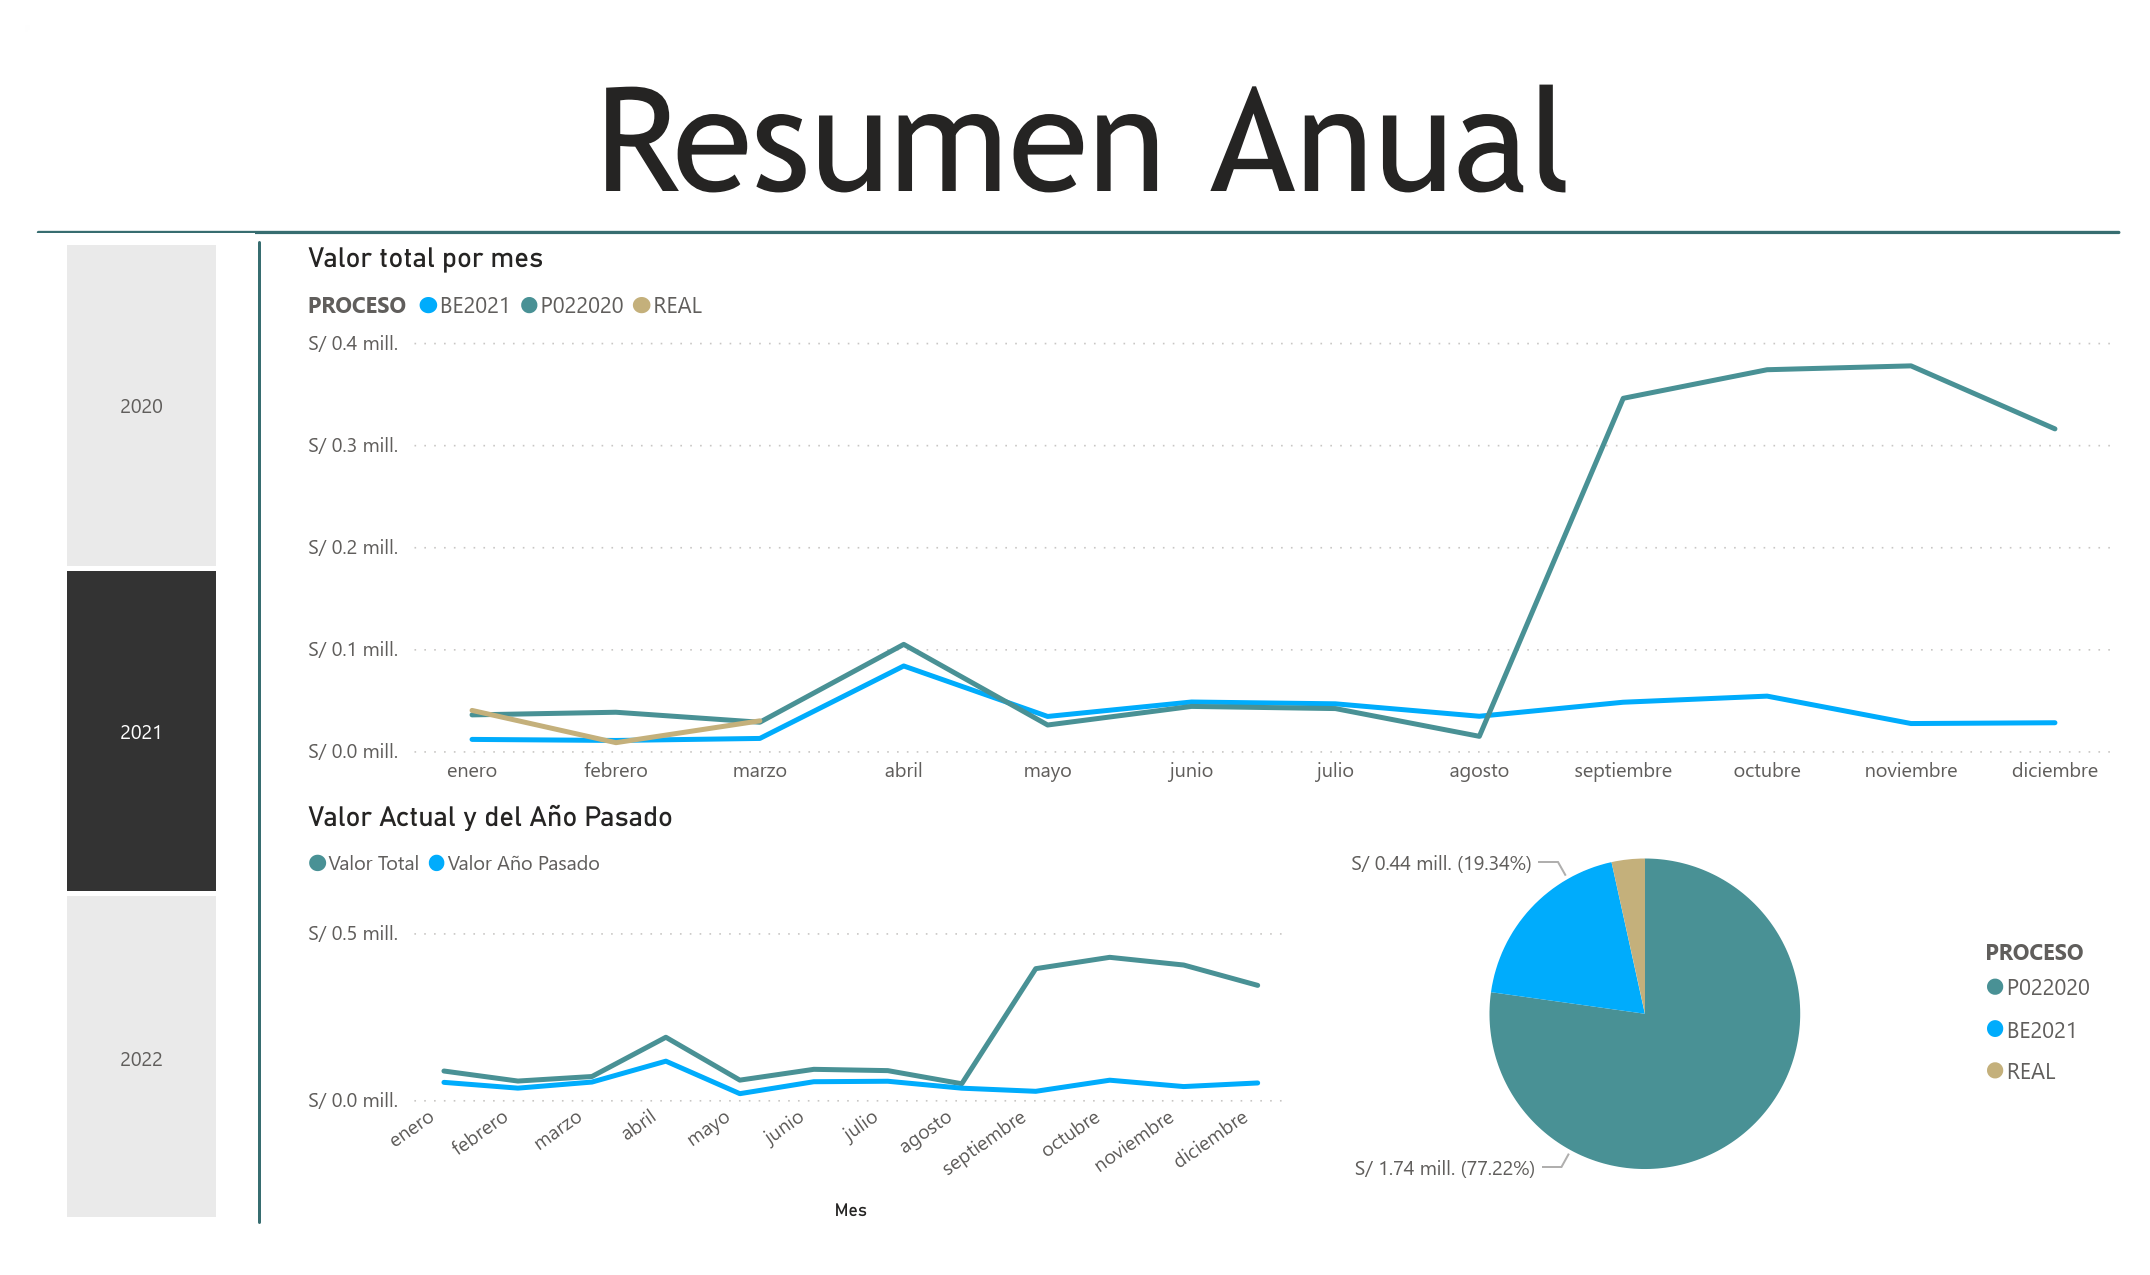 Resumen Anual
2020
2021
2022
Valor total por mes
PROCESO BE2021 P022020 REAL
S/ 0.4 mill.
S/ 0.3 mill.
S/ 0.2 mill.
S/ 0.1 mill.
S/ 0.0 mill.
enero febrero marzo abril mayo junio julio agosto septiembre octubre noviembre diciembre
Valor Actual y del Año Pasado
Valor Total Valor Año Pasado
S/ 0.5 mill.
S/ 0.0 mill.
enero febrero marzo abril mayo junio julio agosto septiembre octubre noviembre diciembre
Mes
S/ 0.44 mill. (19.34%)
S/ 1.74 mill. (77.22%)
PROCESO
P022020
BE2021
REAL